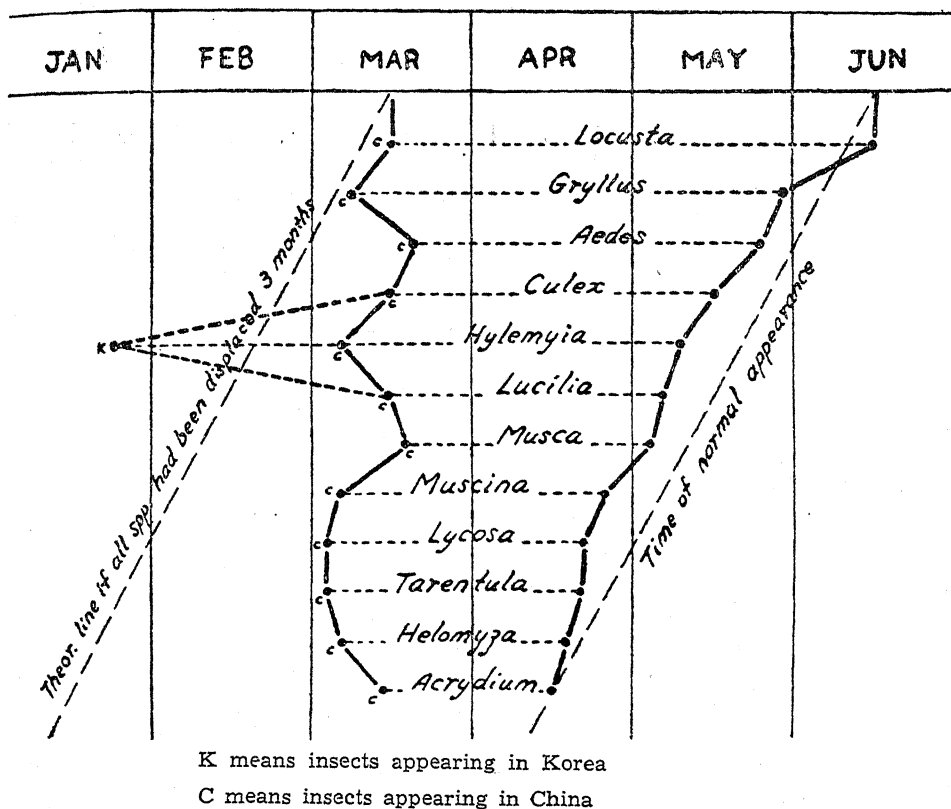 JAN FEB MAR APR MAY JUN
C Locusta
C Gryllus
C Aedes
C Culex
K C Hylemyia
C Lucilia
C Musca
C Muscina
C Lycosa
C Tarentula
C Helomyza
C Acrydium
Theor. line if all spp. had been displaced 3 months
Time of normal appearance
K means insects appearing in Korea
C means insects appearing in China